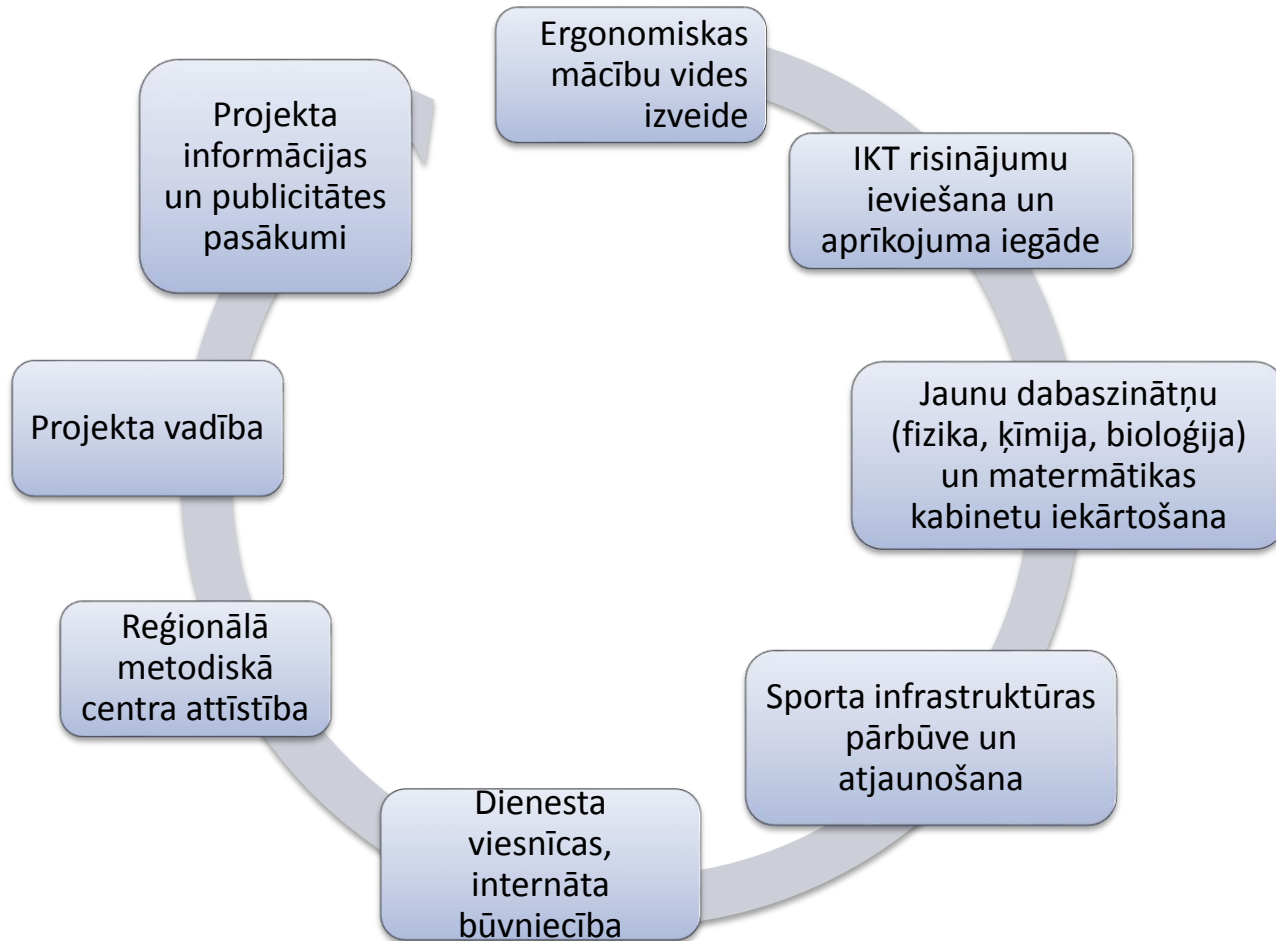 Ergonomiskas
mācību vides
izveide
IKT risinājumu
ieviešana un
aprīkojuma iegāde
Jaunu dabaszinātņu
(fizika, ķīmija, bioloģija)
un matermātikas
kabinetu iekārtošana
Sporta infrastruktūras
pārbūve un
atjaunošana
Dienesta
viesnīcas,
internāta
būvniecība
Reģionālā
metodiskā
centra attīstība
Projekta vadība
Projekta
informācijas
un publicitātes
pasākumi